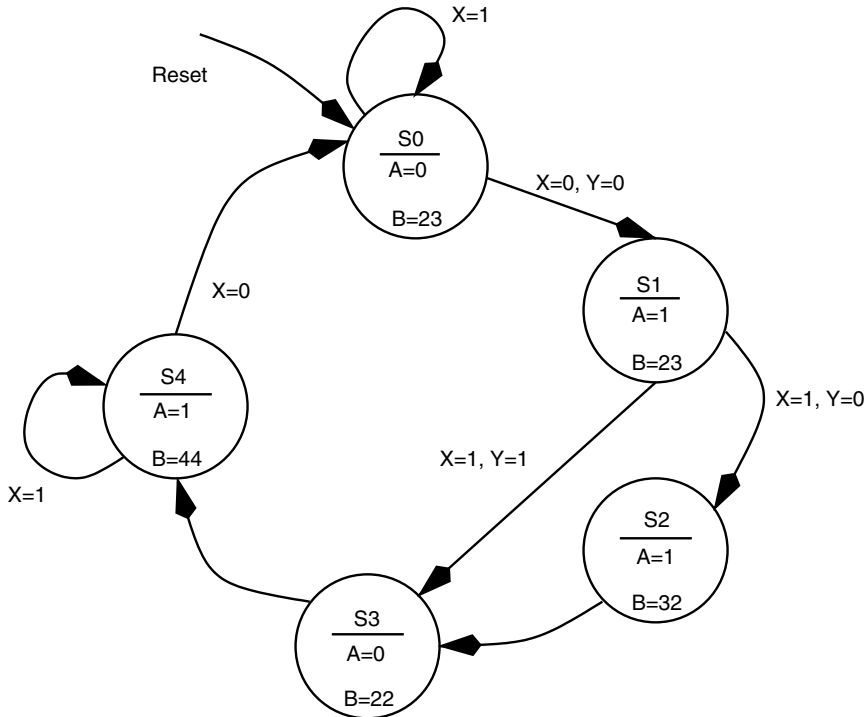 X=1
Reset
S0
A=0
B=23
X=0, Y=0
X=0
S1
A=1
B=23
S4
A=1
B=44
X=1
X=1, Y=0
X=1, Y=1
S2
A=1
B=32
S3
A=0
B=22